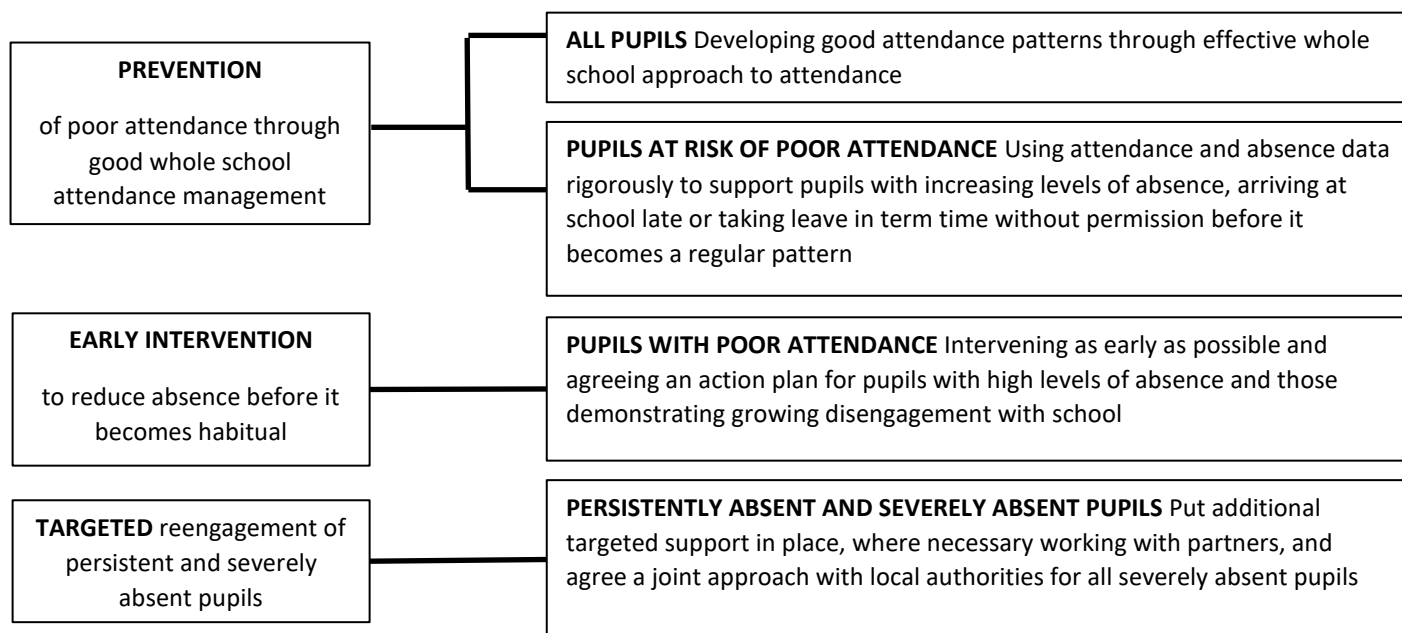 PREVENTION
of poor attendance through
good whole school
attendance management
ALL PUPILS Developing good attendance patterns through effective whole
school approach to attendance
PUPILS AT RISK OF POOR ATTENDANCE Using attendance and absence data
rigorously to support pupils with increasing levels of absence, arriving at
school late or taking leave in term time without permission before it
becomes a regular pattern
EARLY INTERVENTION
to reduce absence before it
becomes habitual
PUPILS WITH POOR ATTENDANCE Intervening as early as possible and
agreeing an action plan for pupils with high levels of absence and those
demonstrating growing disengagement with school
TARGETED reengagement of
persistent and severely
absent pupils
PERSISTENTLY ABSENT AND SEVERELY ABSENT PUPILS Put additional
targeted support in place, where necessary working with partners, and
agree a joint approach with local authorities for all severely absent pupils